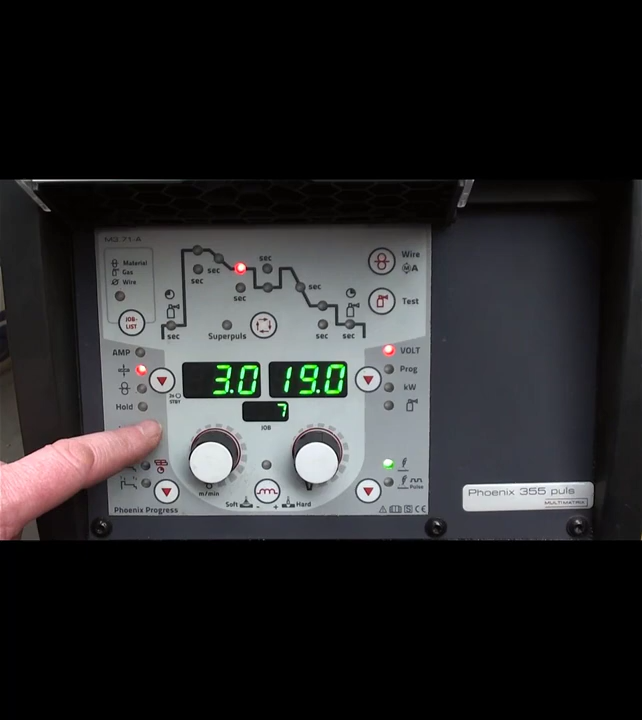 M3 71-A
Material
Gas
Wire
JOB-
LIST
sec
sec
sec
sec
sec
sec
sec
sec
Superpuls
Wire
A
Test
AMP
Hold
3.0
19.0
7
JOB
STBY
VOLT
Prog
kW
m/min
Soft
-
+
Hard
Puls
Phoenix Progress
CE
Phoenix 355 puls
MULTIMATRIX